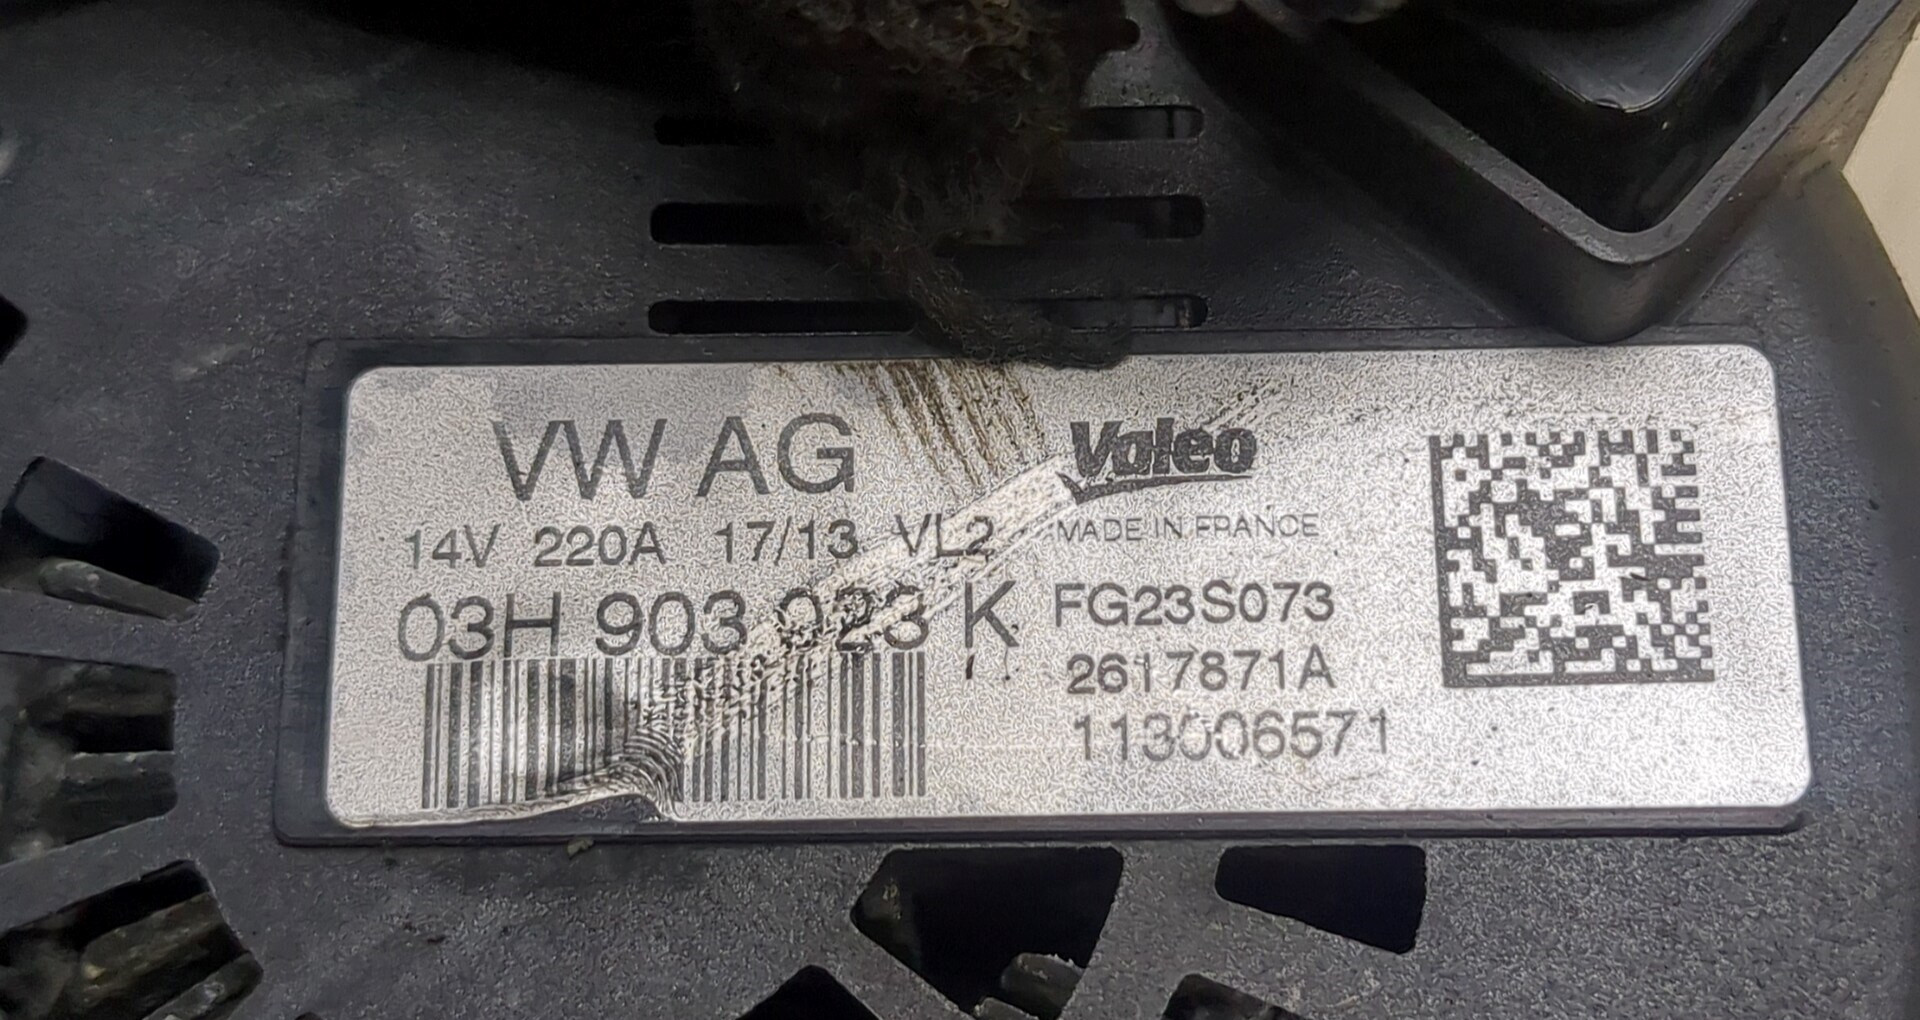 VW AG
14V 220A 17/13 VL2
03H 903 023 K
Valeo
MADE IN FRANCE
FG23S073
2617871A
113006571